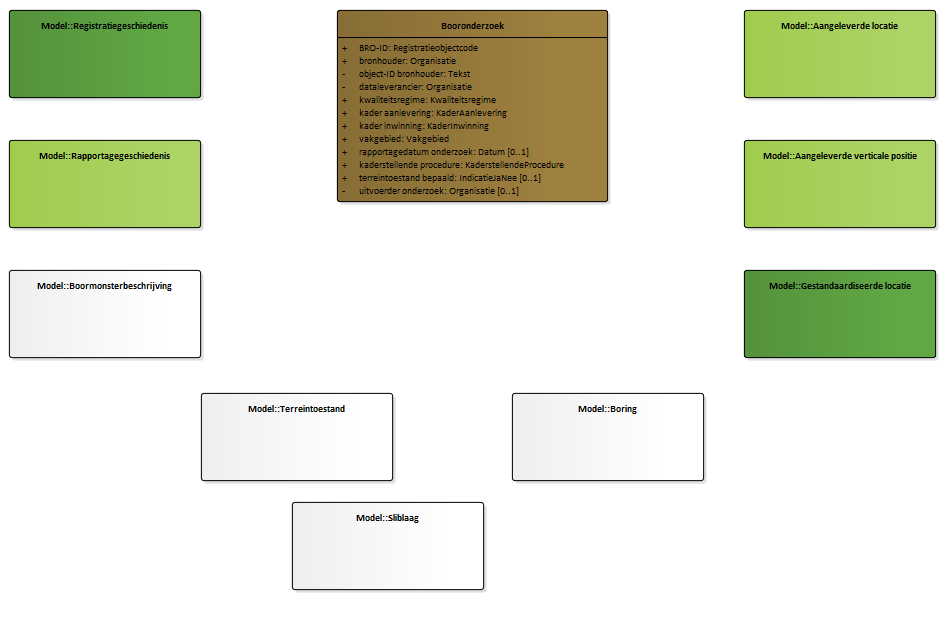 Model::Registratiegeschiedenis
Booronderzoek
+ BRO-ID: Registratieobjectcode
+ bronhouder: Organisatie
- object-ID bronhouder: Tekst
- dataleverancier: Organisatie
+ kwaliteitsregime: Kwaliteitsregime
+ kader aanlevering: KaderAanlevering
+ kader inwinning: KaderInwinning
+ vakgebied: Vakgebied
+ rapportagedatum onderzoek: Datum [0..1]
+ kaderstellende procedure: KaderstellendeProcedure
+ terreintoestand bepaald: IndicatieJaNee [0..1]
- uitvoerder onderzoek: Organisatie [0..1]
Model::Aangeleverde locatie
Model::Rapportagegeschiedenis
Model::Aangeleverde verticale positie
Model::Boormonsterbeschrijving
Model::Gestandaardiseerde locatie
Model::Terreintoestand
Model::Boring
Model::Sliblaag